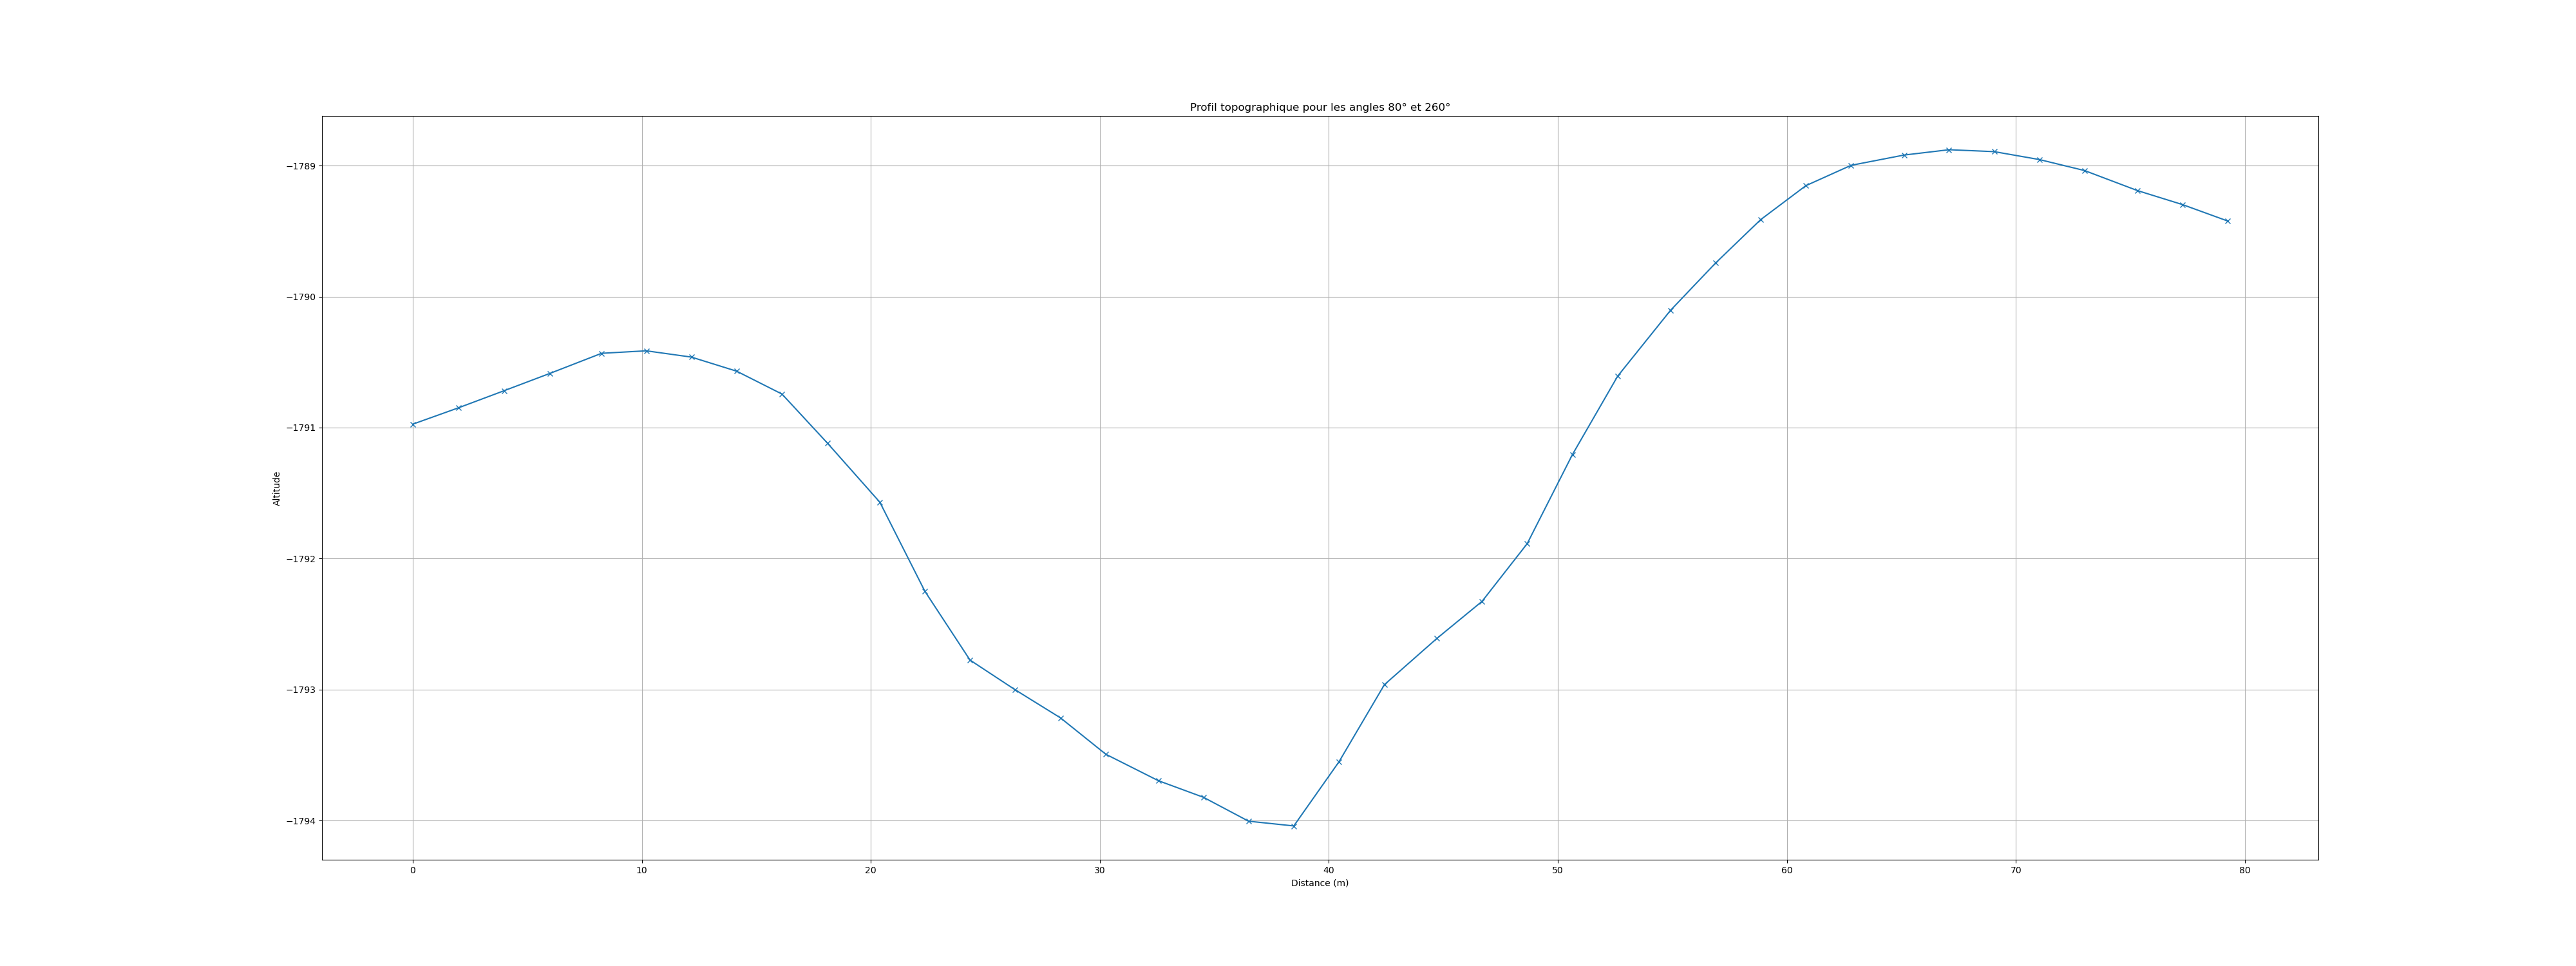 Profil topographique pour les angles 80° et 260°
−1789
−1790
−1791
−1792
−1793
−1794
Altitude
0 10 20 30 40 50 60 70 80
Distance (m)